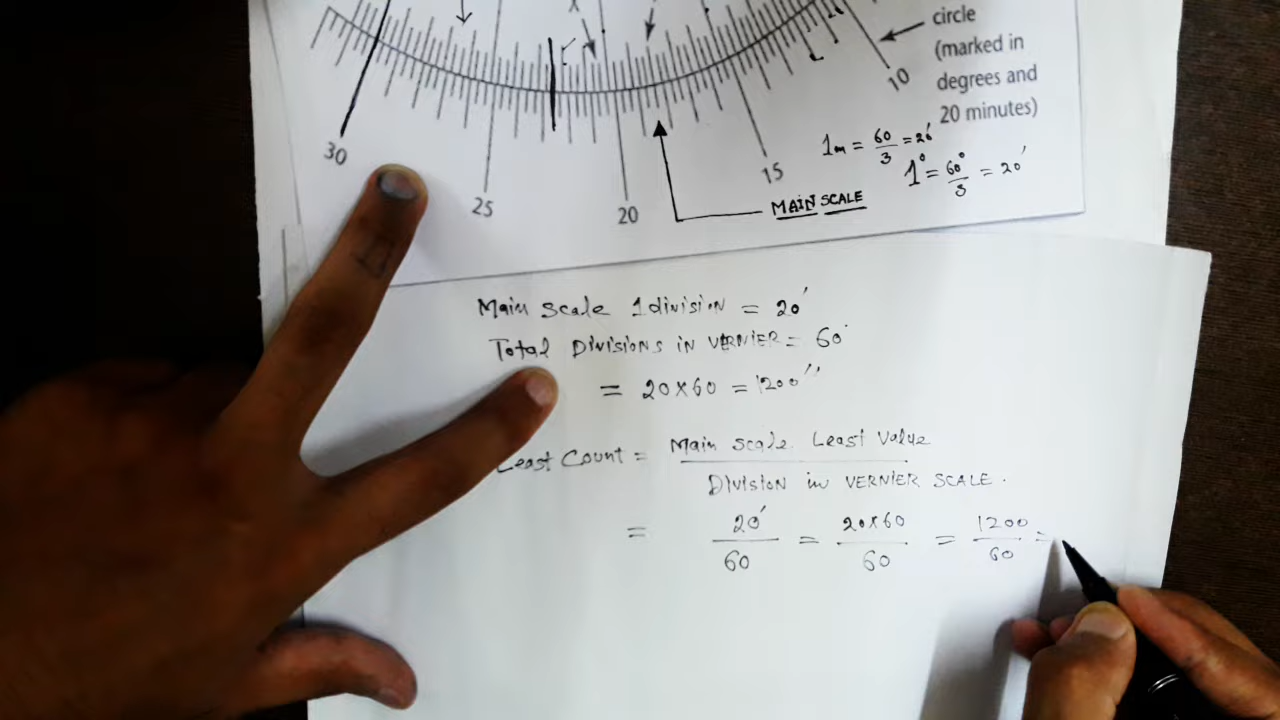 circle
(marked in
degrees and
20 minutes)
10
15
20
25
30
1m = 60/3 = 20'
1° = 60°/3 = 20'
MAIN SCALE
Main scale 1 division = 20'
Total Divisions in VERNIER = 60
= 20×60 = 1200''
Least Count = Main scale Least Value
Division in VERNIER SCALE.
= 20'/60 = 20×60/60 = 1200/60 =